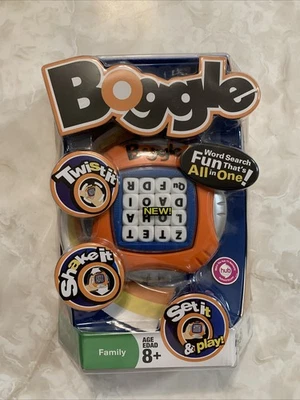 Boggle
Boggle
Word Search
Fun That's
All in One!
Twist it
NEW!
Shake it
Set it
& play!
Family
AGE
EDAD
8+